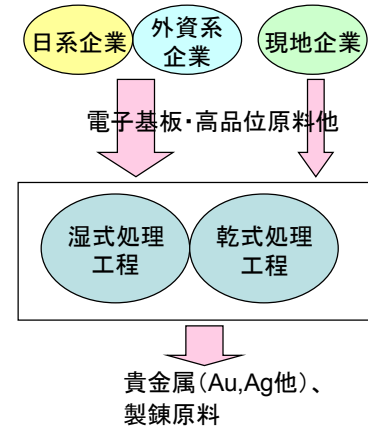 日系企業
外資系
企業
現地企業
電子基板・高品位原料他
湿式処理
工程
乾式処理
工程
貴金属（Au,Ag他）、
製錬原料